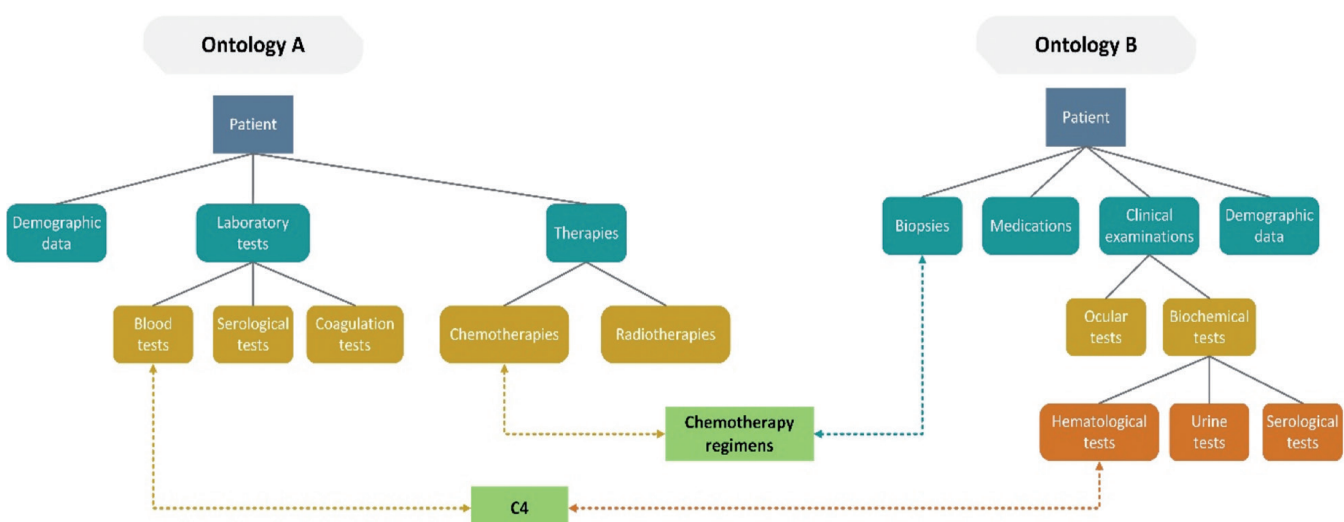 Ontology A
Ontology B
Patient
Patient
Demographic
data
Laboratory
tests
Therapies
Biopsies
Medications
Clinical
examinations
Demographic
data
Blood
tests
Serological
tests
Coagulation
tests
Chemotherapies
Radiotherapies
Ocular
tests
Biochemical
tests
Chemotherapy
regimens
Hematological
tests
Urine
tests
Serological
tests
C4